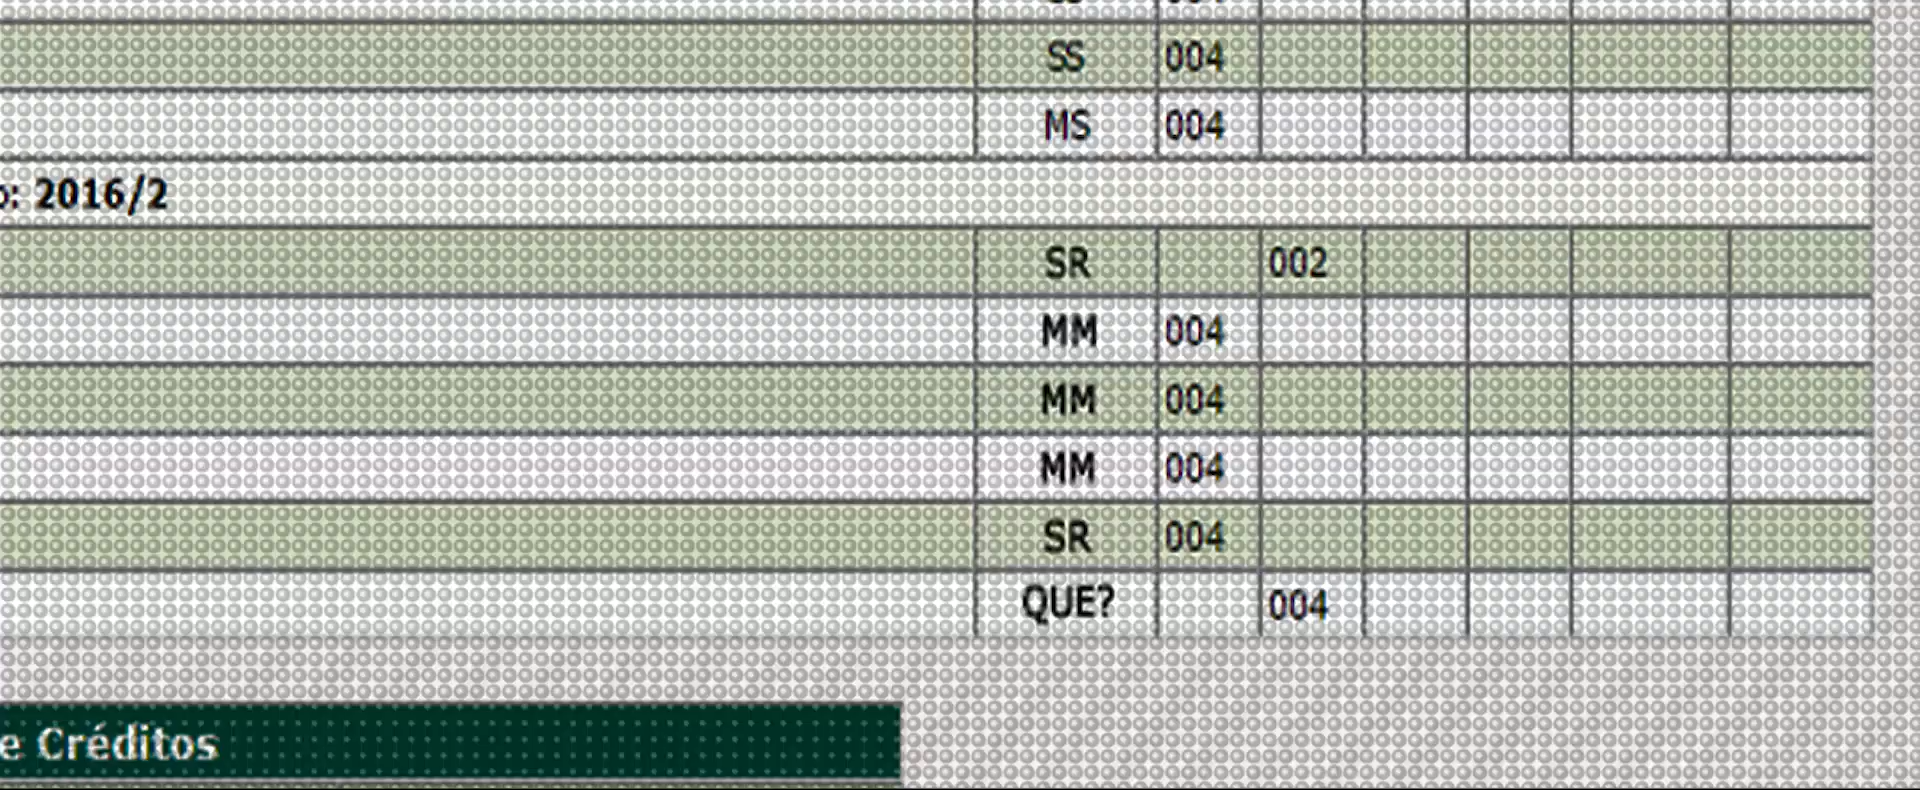 SS 004
MS 004
o: 2016/2
SR 002
MM 004
MM 004
MM 004
SR 004
QUE? 004
e Créditos